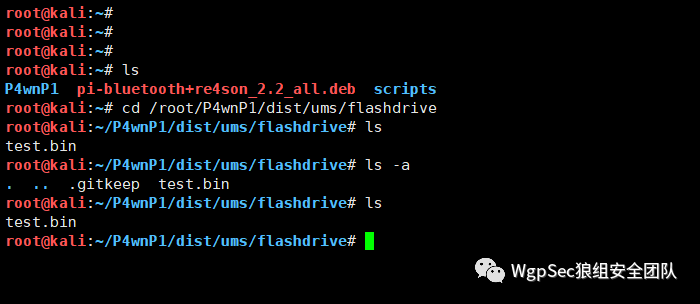 root@kali:~#
root@kali:~#
root@kali:~#
root@kali:~# ls
P4wnP1  pi-bluetooth+re4son_2.2_all.deb  scripts
root@kali:~# cd /root/P4wnP1/dist/ums/flashdrive
root@kali:~/P4wnP1/dist/ums/flashdrive# ls
test.bin
root@kali:~/P4wnP1/dist/ums/flashdrive# ls -a
.  ..  .gitkeep  test.bin
root@kali:~/P4wnP1/dist/ums/flashdrive# ls
test.bin
root@kali:~/P4wnP1/dist/ums/flashdrive#
WgpSec狼组安全团队